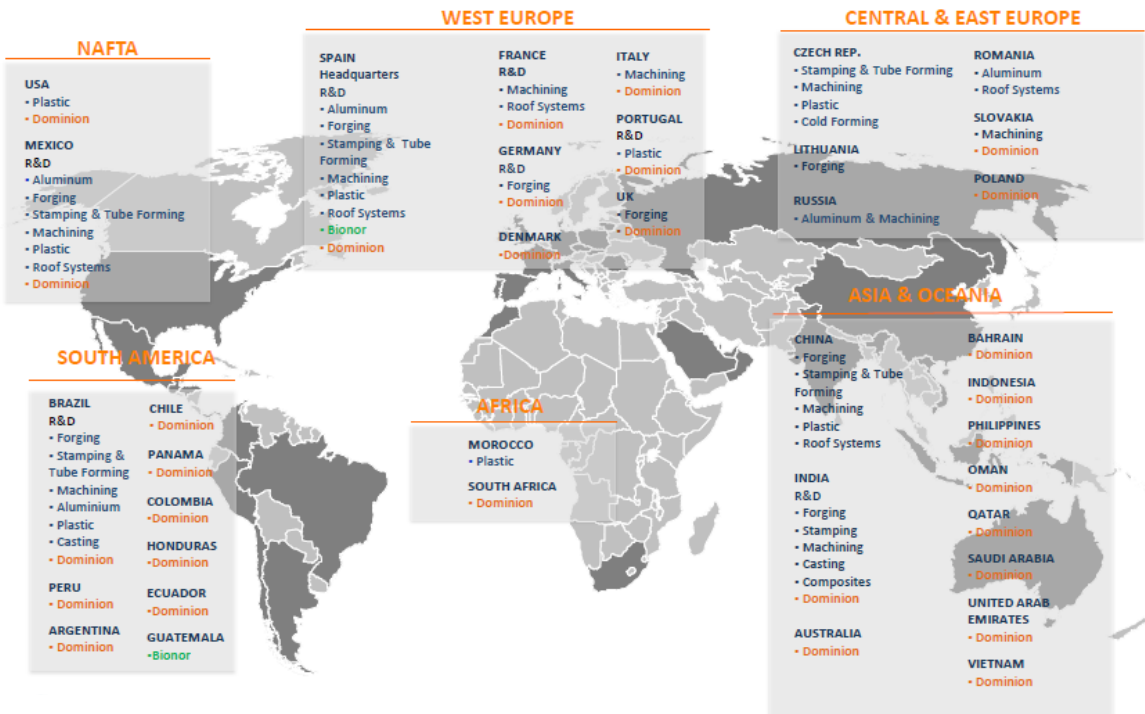 NAFTA
USA
• Plastic
• Dominion
MEXICO
R&D
• Aluminum
• Forging
• Stamping & Tube Forming
• Machining
• Plastic
• Roof Systems
• Dominion
WEST EUROPE
SPAIN
Headquarters
R&D
• Aluminum
• Forging
• Stamping & Tube
Forming
• Machining
• Plastic
• Roof Systems
• Bionor
• Dominion
FRANCE
R&D
• Machining
• Roof Systems
• Dominion
GERMANY
R&D
• Forging
• Dominion
DENMARK
•Dominion
ITALY
• Machining
• Dominion
PORTUGAL
R&D
• Plastic
• Dominion
UK
• Forging
• Dominion
CENTRAL & EAST EUROPE
CZECH REP.
• Stamping & Tube Forming
• Machining
• Plastic
• Cold Forming
LITHUANIA
• Forging
RUSSIA
• Aluminum & Machining
ROMANIA
• Aluminum
• Roof Systems
SLOVAKIA
• Machining
• Dominion
POLAND
• Dominion
SOUTH AMERICA
BRAZIL
R&D
• Forging
• Stamping &
Tube Forming
• Machining
• Aluminium
• Plastic
• Casting
• Dominion
PERU
• Dominion
ARGENTINA
• Dominion
CHILE
• Dominion
PANAMA
• Dominion
COLOMBIA
•Dominion
HONDURAS
•Dominion
ECUADOR
•Dominion
GUATEMALA
•Bionor
AFRICA
MOROCCO
• Plastic
SOUTH AFRICA
• Dominion
ASIA & OCEANIA
CHINA
• Forging
• Stamping & Tube
Forming
• Machining
• Plastic
• Roof Systems
INDIA
R&D
• Forging
• Stamping
• Machining
• Casting
• Composites
• Dominion
AUSTRALIA
• Dominion
BAHRAIN
• Dominion
INDONESIA
• Dominion
PHILIPPINES
• Dominion
OMAN
• Dominion
QATAR
• Dominion
SAUDI ARABIA
• Dominion
UNITED ARAB
EMIRATES
• Dominion
VIETNAM
• Dominion